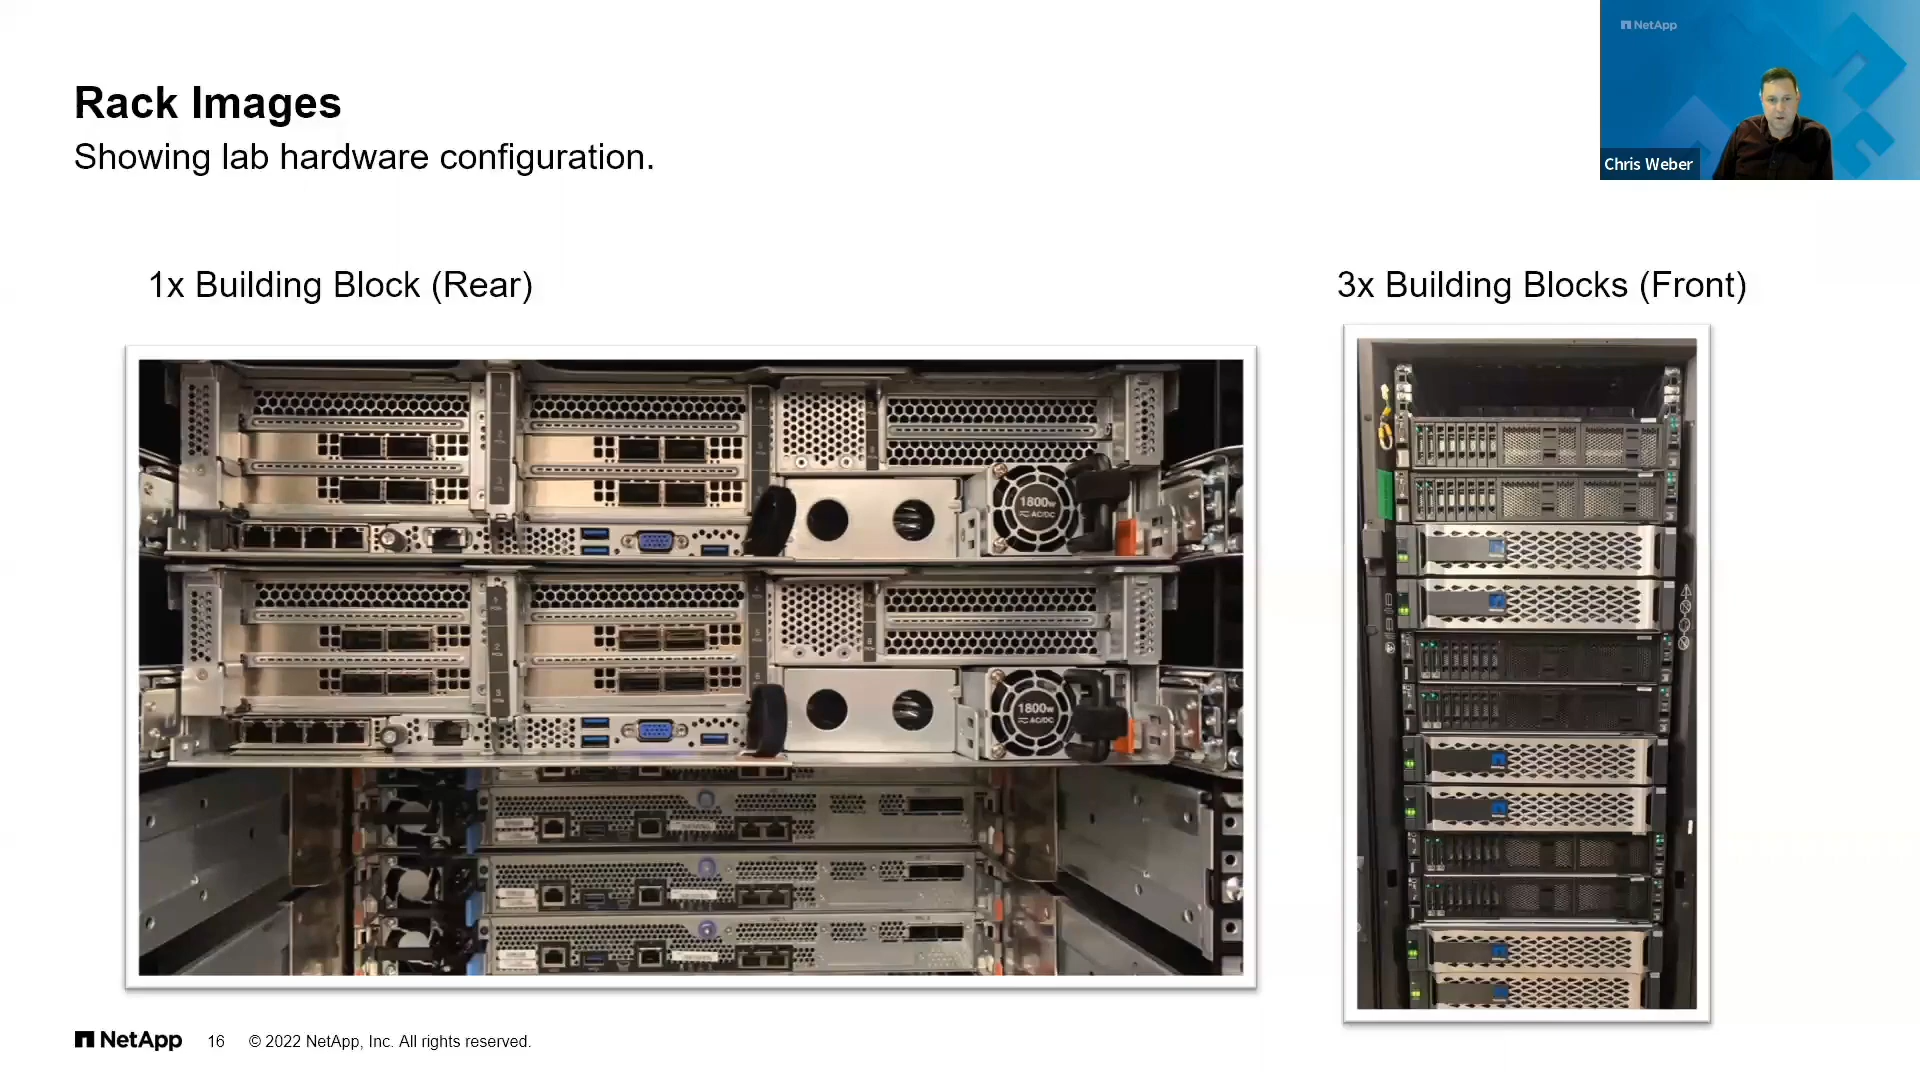 NetApp
Rack Images
Showing lab hardware configuration.
Chris Weber
1x Building Block (Rear)
3x Building Blocks (Front)
1800W
AC/DC
1800W
AC/DC
NetApp 16 © 2022 NetApp, Inc. All rights reserved.